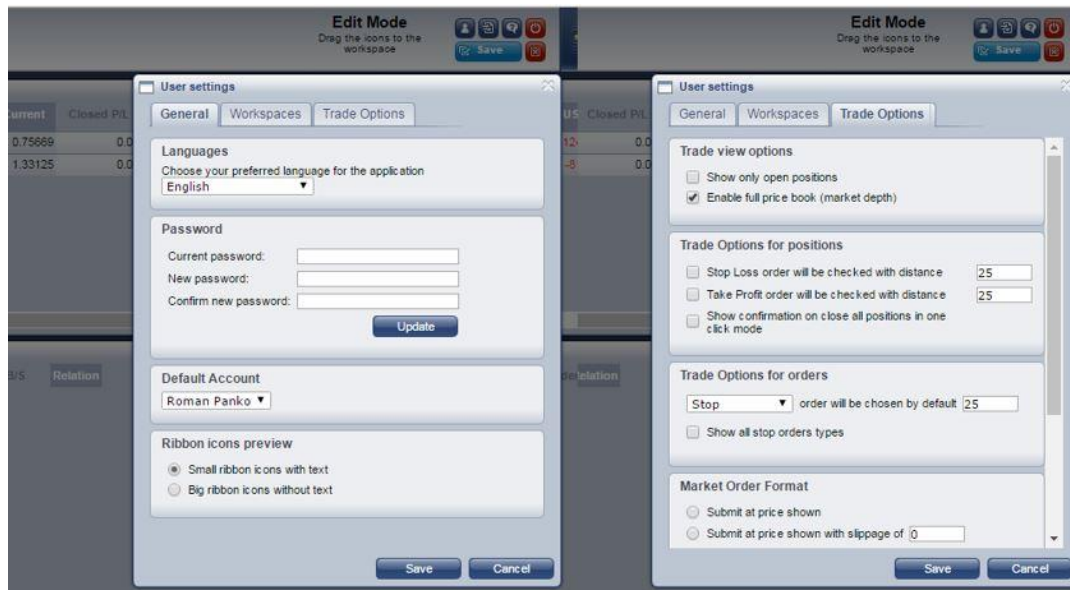 Edit Mode
Drag the icons to the
workspace
Save
Current
Closed P/L
0.75669
0.0
1.33125
0.0
B/S
Relation
User settings
General
Workspaces
Trade Options
Languages
Choose your preferred language for the application
English
Password
Current password:
New password:
Confirm new password:
Update
Default Account
Roman Panko
Ribbon icons preview
Small ribbon icons with text
Big ribbon icons without text
Save
Cancel
Edit Mode
Drag the icons to the
workspace
Save
Closed P/L
0.0
-8
0.0
User settings
General
Workspaces
Trade Options
Trade view options
Show only open positions
Enable full price book (market depth)
Trade Options for positions
Stop Loss order will be checked with distance 25
Take Profit order will be checked with distance 25
Show confirmation on close all positions in one
click mode
Trade Options for orders
Stop order will be chosen by default 25
Show all stop orders types
Market Order Format
Submit at price shown
Submit at price shown with slippage of 0
Save
Cancel